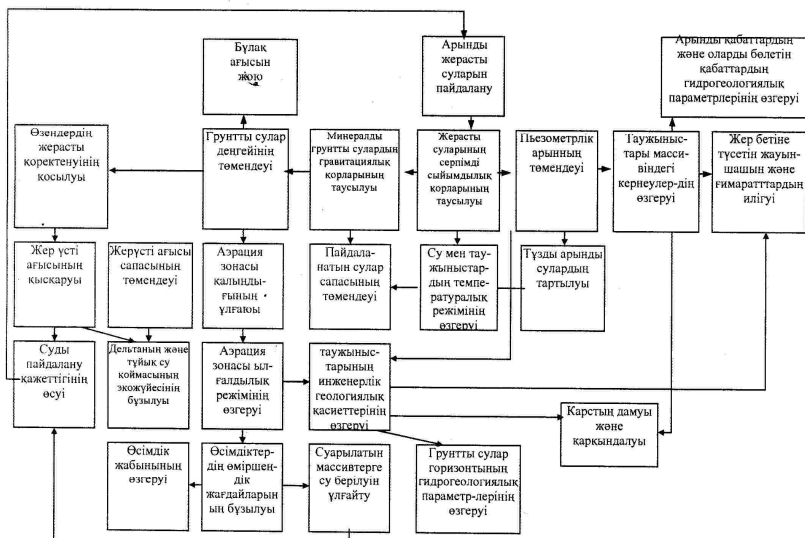 Бұлақ
ағысын
жою
Арынды
жерасты
суларын
пайдалану
Арынды қабаттардың
және оларды бөлетін
қабаттардың
гидрогеологиялық
параметрлерінің өзгеруі
Өзендердің
жерасты
қоректенуінің
қосылуы
Грунтты сулар
деңгейінің
төмендеуі
Минералды
грунтты сулардың
гравитациялық
қорларының
таусылуы
Жерасты
суларының
серпімді
сыйымдылық
қорларының
таусылуы
Пьезометрлік
арынның
төмендеуі
Таужыныс-
тары масси-
віндегі
кернеулер-дің
өзгеруі
Жер бетіне
түсетін жауын-
шашын және
ғимаратттардың
илігуі
Жер үсті
ағысының
қысқаруы
Жерүсті ағысы
сапасының
төмендеуі
Аэрация
зонасы
қалыңды-
ғының
ұлғаюы
Пайдала-
натын сулар
сапасының
төмендеуі
Су мен тау-
жыныстар-
дың темпе-
ратуралық
режімінің
өзгеруі
Тұзды арынды
сулардың
тартылуы
Суды
пайдалану
қажеттігінің
өсуі
Дельтаның және
тұйық су
қоймасының
экожүйесінің
бұзылуы
Аэрация
зонасы ыл-
ғалдылық
режімінің
өзгеруі
таужыныс-
тарының
инженерлік
геологиялық
қасиеттерінің
өзгеруі
Карстың дамуы
және
қарқындалуы
Өсімдік
жабынының
өзгеруі
Өсімдіктер-
дің өміршең-
дік
жағдайларын
ың бұзылуы
Суарылатын
массивтерге
су берілуін
ұлғайту
Грунтты сулар
горизонтының
гидрогеологиялық
параметр-лерінің
өзгеруі